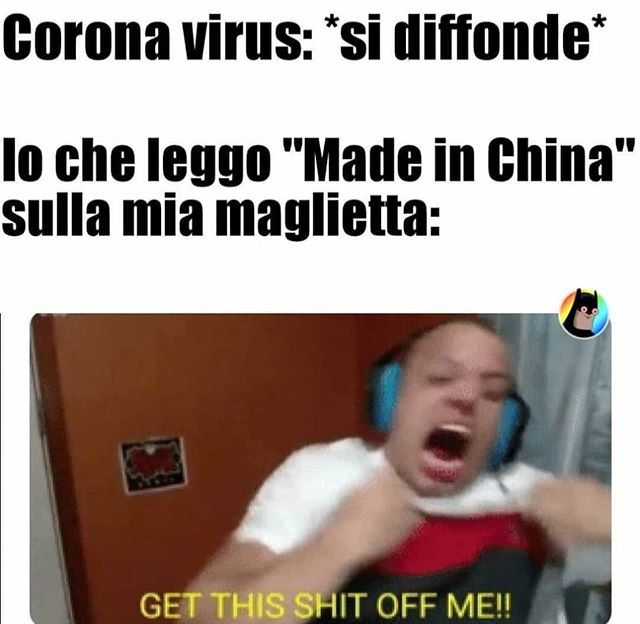 Corona virus: *si diffonde*
Io che leggo "Made in China"
sulla mia maglietta:
GET THIS SHIT OFF ME!!